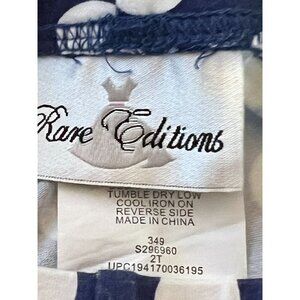 Rare Editions
TUMBLE DRY LOW
COOL IRON ON
REVERSE SIDE
MADE IN CHINA
349
S296960
2T
UPC194170036195